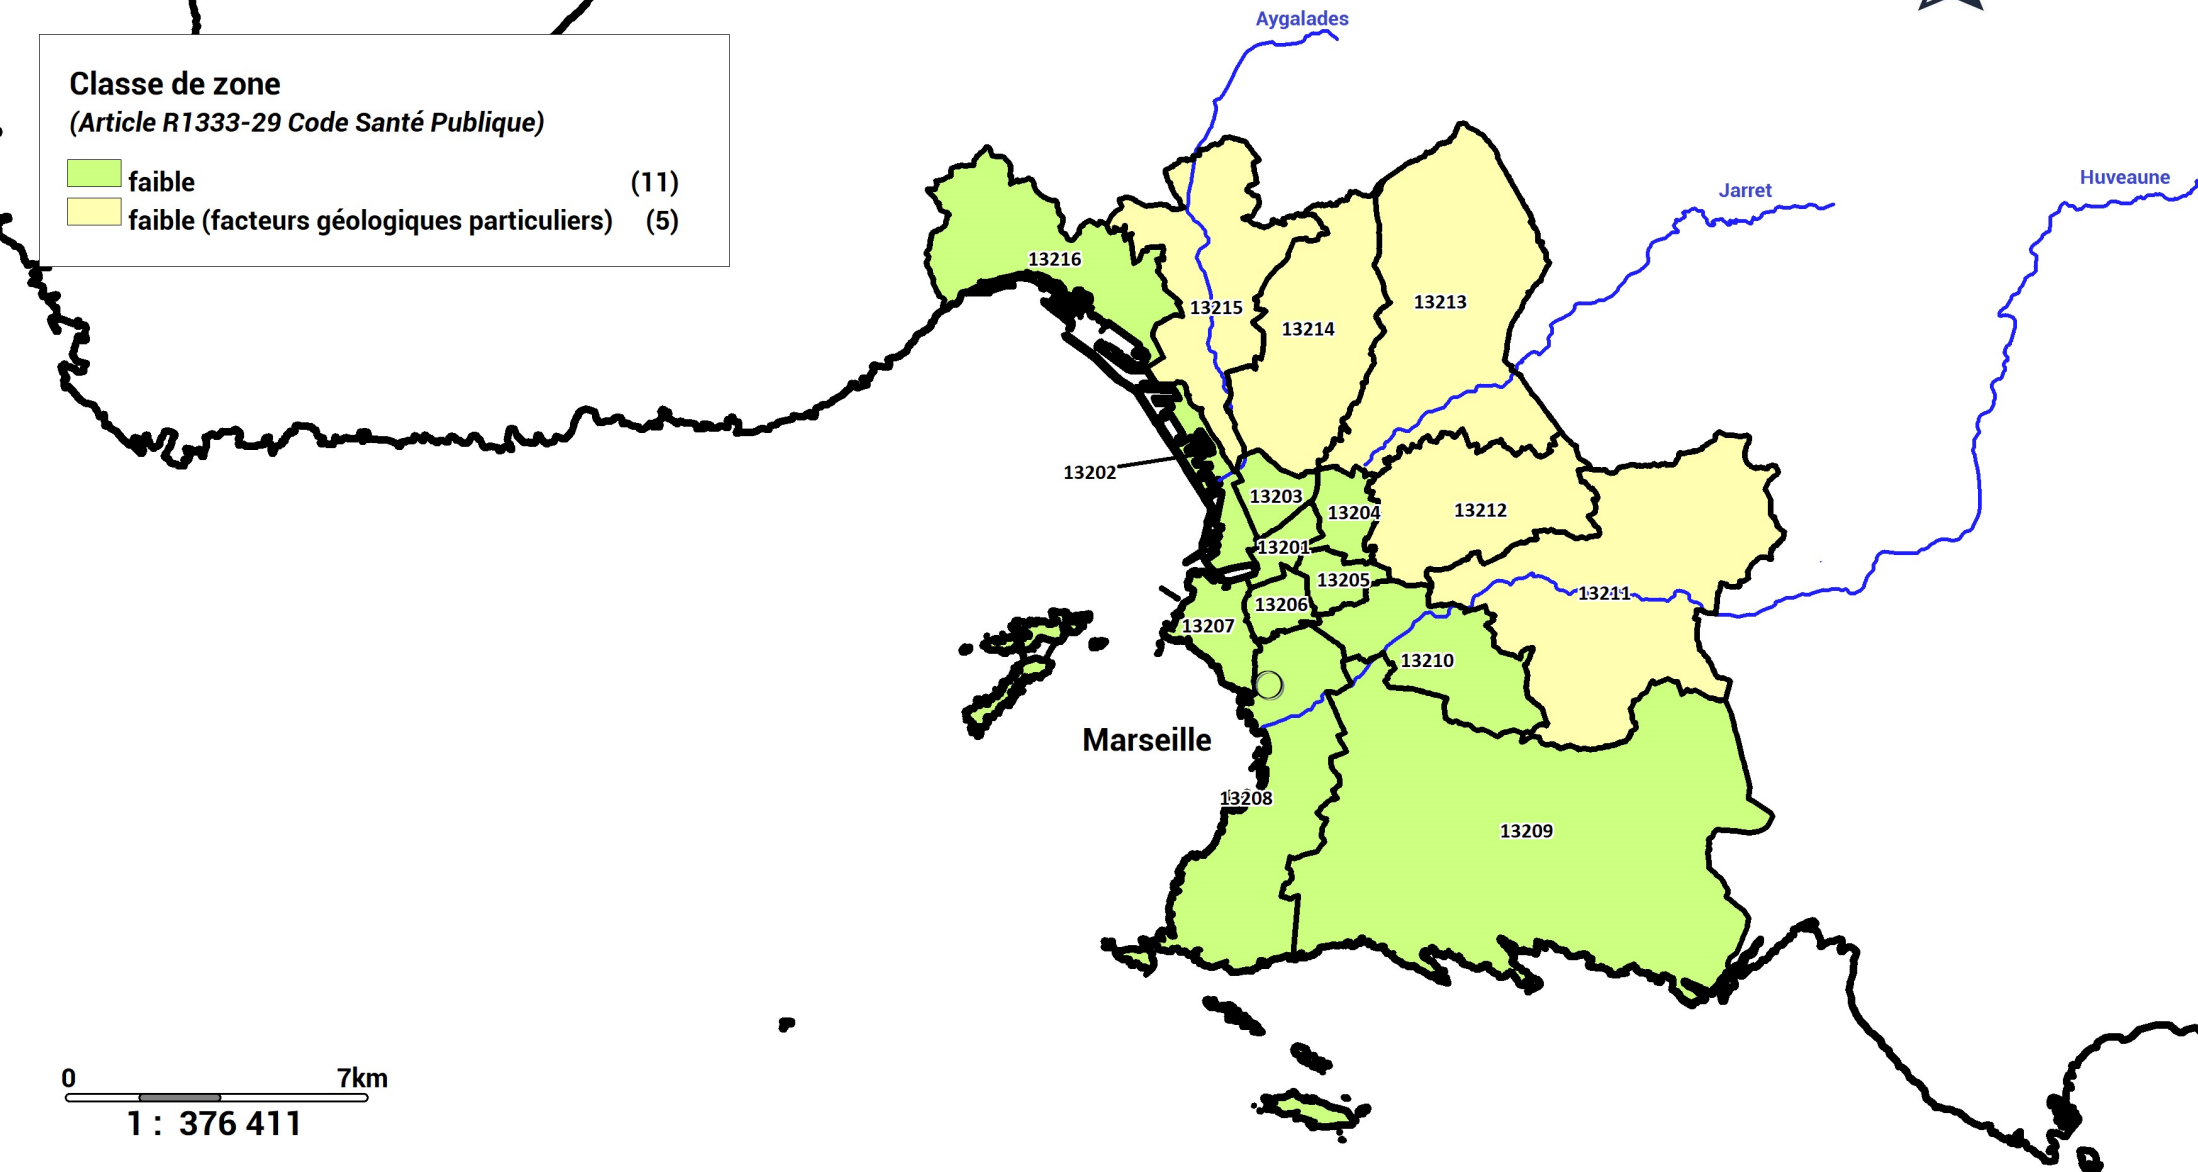 Aygalades
Classe de zone
(Article R1333-29 Code Santé Publique)
faible (11)
faible (facteurs géologiques particuliers) (5)
Jarret
Huveaune
13216
13215
13213
13214
13202
13203
13204
13212
13201
13205
13211
13206
13207
13210
Marseille
13208
13209
0 7km
1 : 376 411